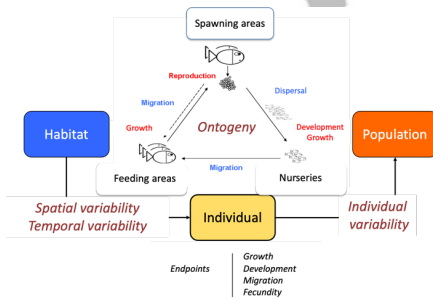 Spawning areas
Reproduction
Migration
Dispersal
Habitat
Growth
Ontogeny
Development
Growth
Population
Migration
Feeding areas
Nurseries
Spatial variability
Temporal variability
Individual
Individual
variability
Endpoints
Growth
Development
Migration
Fecundity